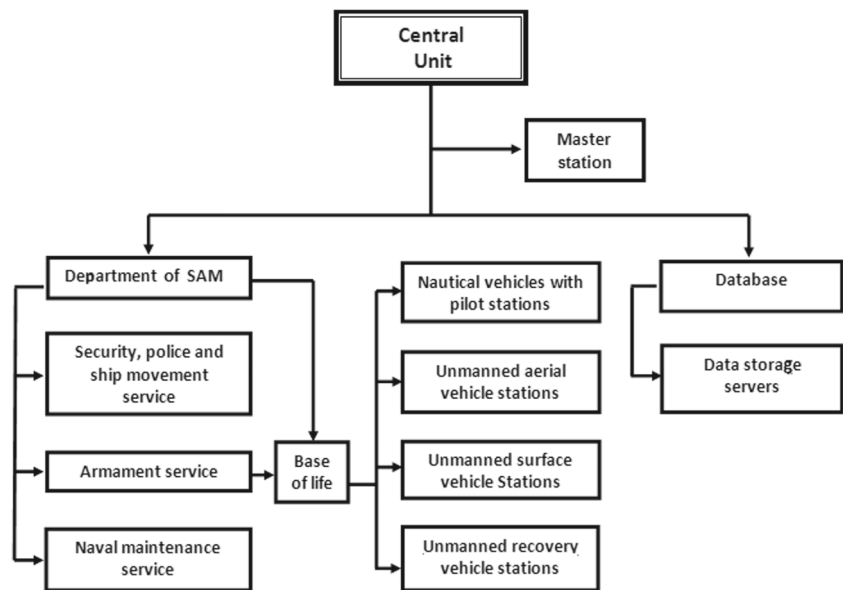 Central
Unit
Master
station
Department of SAM
Security, police and
ship movement
service
Armament service
Naval maintenance
service
Base
of life
Nautical vehicles with
pilot stations
Unmanned aerial
vehicle stations
Unmanned surface
vehicle Stations
Unmanned recovery
vehicle stations
Database
Data storage
servers